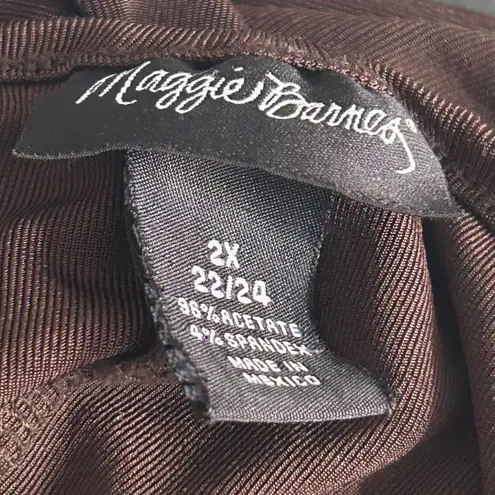 Maggie Barnes
2X
22/24
96% ACETATE
4% SPANDEX
MADE IN
MEXICO